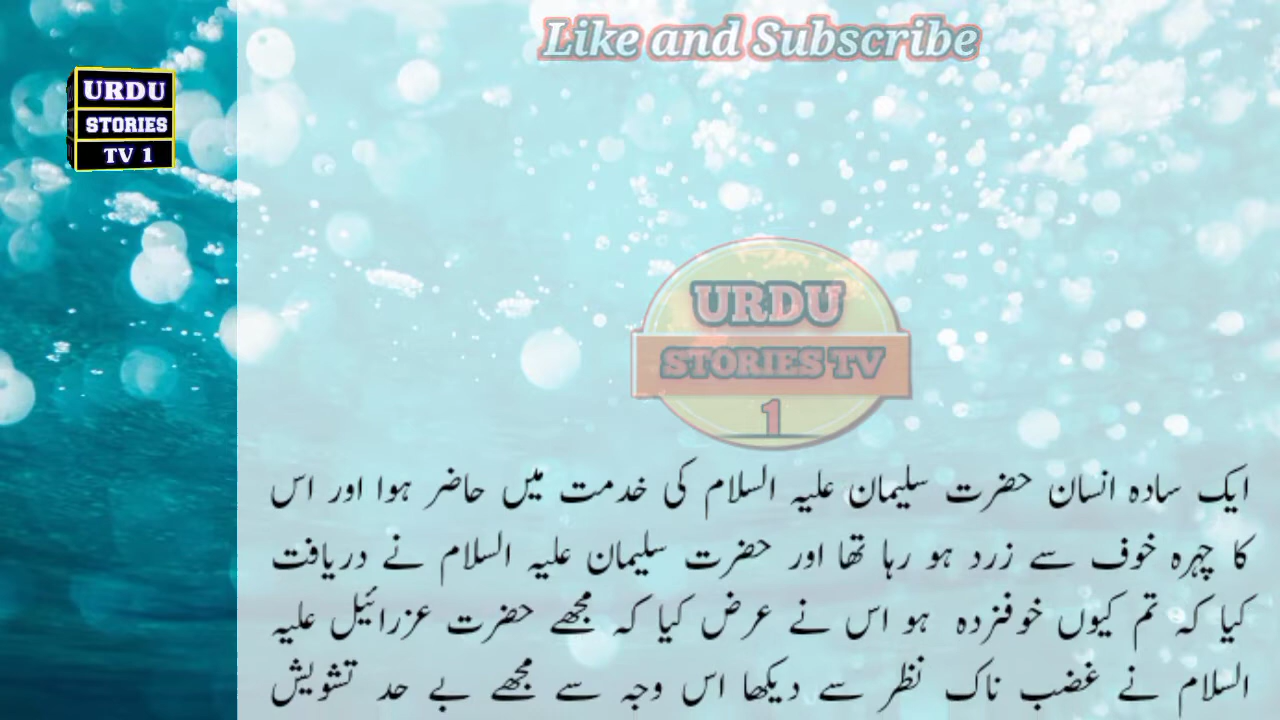 Like and Subscribe
URDU
STORIES
TV 1
URDU
STORIES TV
1
ایک سادہ انسان حضرت سلیمان علیہ السلام کی خدمت میں حاضر ہوا اور اس
کا چہرہ خوف سے زرد ہو رہا تھا اور حضرت سلیمان علیہ السلام نے دریافت
کیا کہ تم کیوں خوفزدہ ہو اس نے عرض کیا کہ مجھے حضرت عزرائیل علیہ
السلام نے غضب ناک نظر سے دیکھا اس وجہ سے مجھے بے حد تشویش